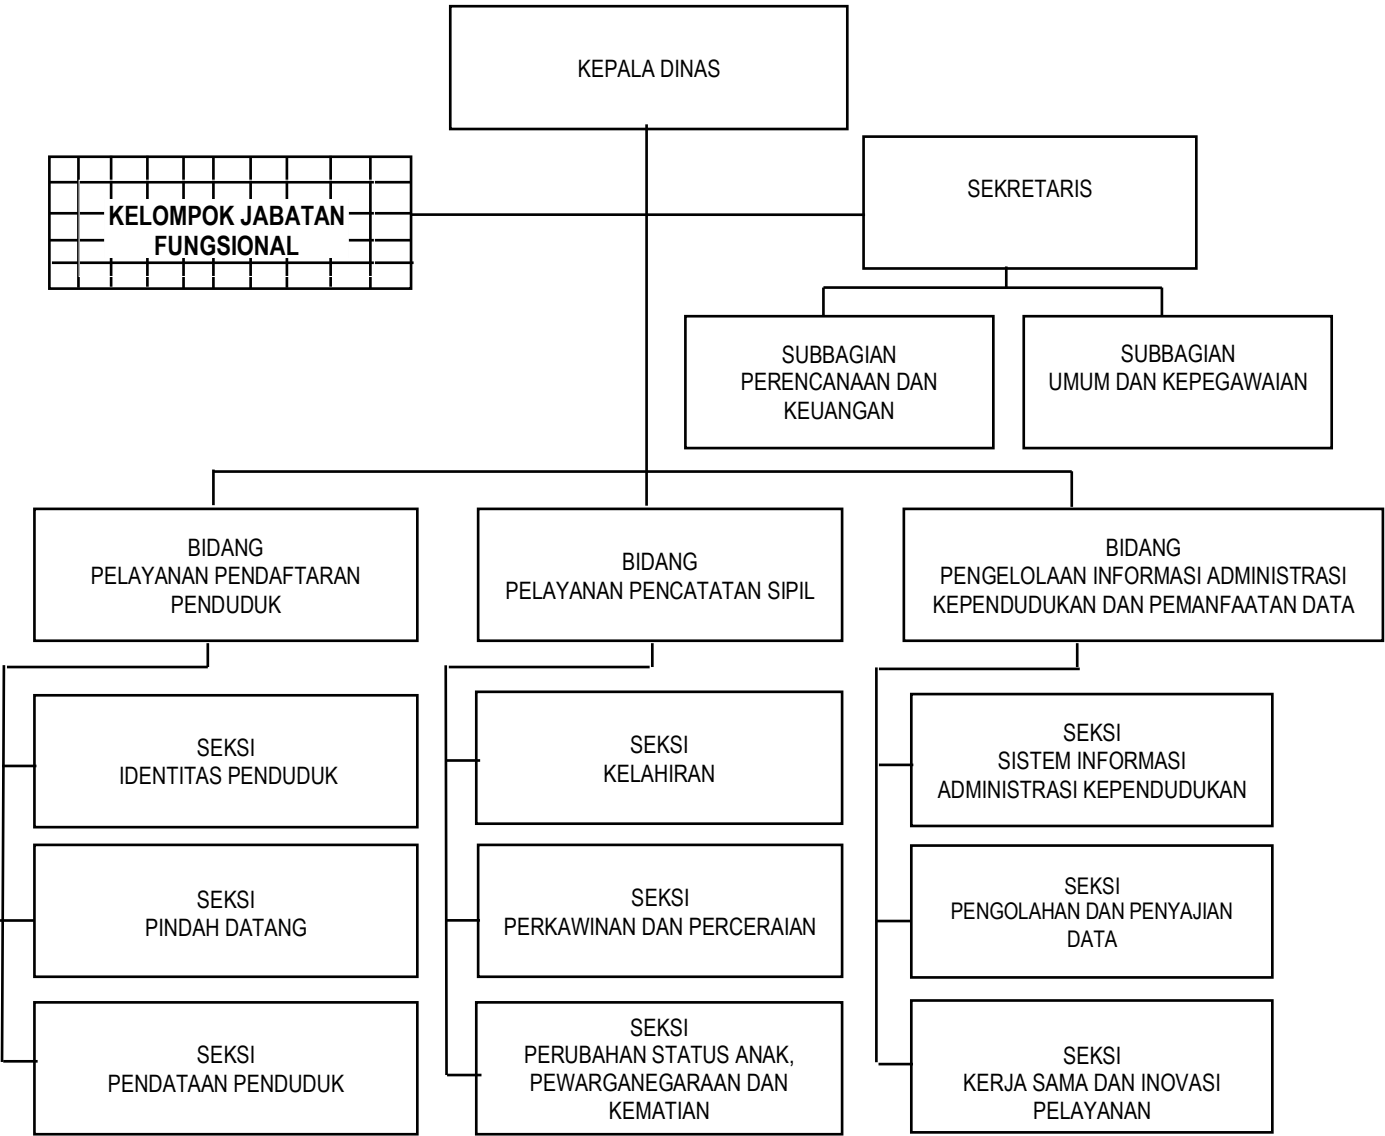 KEPALA DINAS
SEKRETARIS
KELOMPOK JABATAN
FUNGSIONAL
SUBBAGIAN
PERENCANAAN DAN
KEUANGAN
SUBBAGIAN
UMUM DAN KEPEGAWAIAN
BIDANG
PELAYANAN PENDAFTARAN
PENDUDUK
BIDANG
PELAYANAN PENCATATAN SIPIL
BIDANG
PENGELOLAAN INFORMASI ADMINISTRASI
KEPENDUDUKAN DAN PEMANFAATAN DATA
SEKSI
IDENTITAS PENDUDUK
SEKSI
KELAHIRAN
SEKSI
SISTEM INFORMASI
ADMINISTRASI KEPENDUDUKAN
SEKSI
PINDAH DATANG
SEKSI
PERKAWINAN DAN PERCERAIAN
SEKSI
PENGOLAHAN DAN PENYAJIAN
DATA
SEKSI
PENDATAAN PENDUDUK
SEKSI
PERUBAHAN STATUS ANAK,
PEWARGANEGARAAN DAN
KEMATIAN
SEKSI
KERJA SAMA DAN INOVASI
PELAYANAN